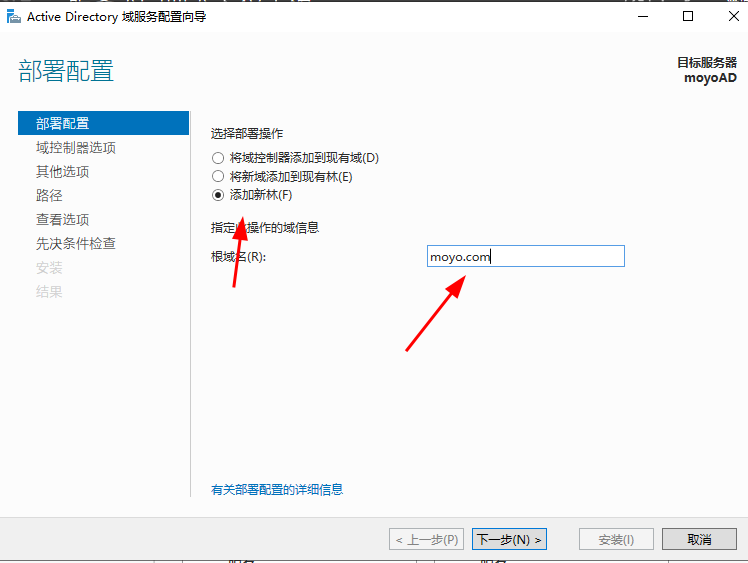 Active Directory 域服务配置向导
部署配置
目标服务器
moyoAD
部署配置
域控制器选项
其他选项
路径
查看选项
先决条件检查
安装
结果
选择部署操作
将域控制器添加到现有域(D)
将新域添加到现有林(E)
添加新林(F)
指定此操作的域信息
根域名(R):
moyo.com
有关部署配置的详细信息
< 上一步(P)
下一步(N) >
安装(I)
取消